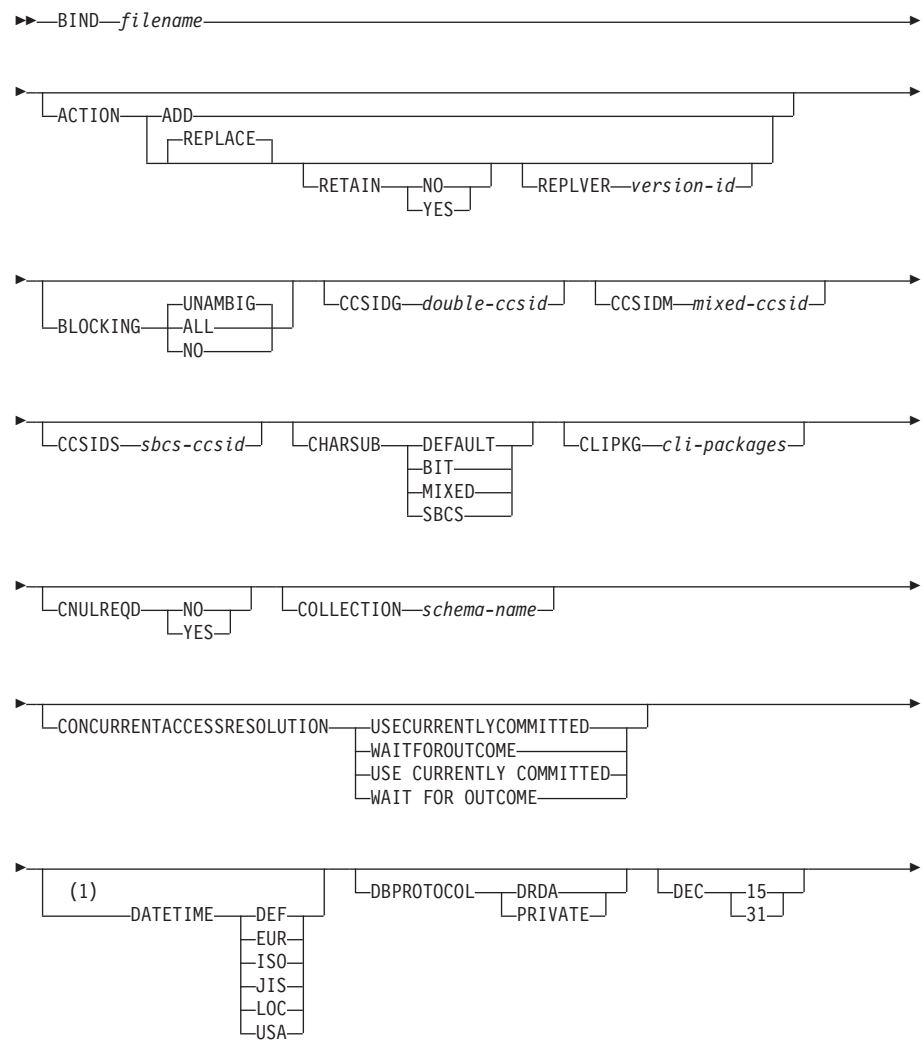 BIND filename
ACTION ADD
REPLACE
RETAIN NO REPLVER version-id
YES
UNAMBIG CCSIDG double-ccsid CCSIDM mixed-ccsid
BLOCKING ALL
NO
CCSIDS sbcs-ccsid CHARSUB DEFAULT CLIPKG cli-packages
BIT
MIXED
SBCS
CNULREQD NO COLLECTION schema-name
YES
CONCURRENTACCESSRESOLUTION USECURRENTLYCOMMITTED
WAITFOROUTCOME
USE CURRENTLY COMMITTED
WAIT FOR OUTCOME
(1) DBPROTOCOL DRDA DEC 15
DATETIME DEF PRIVATE 31
EUR
ISO
JIS
LOC
USA